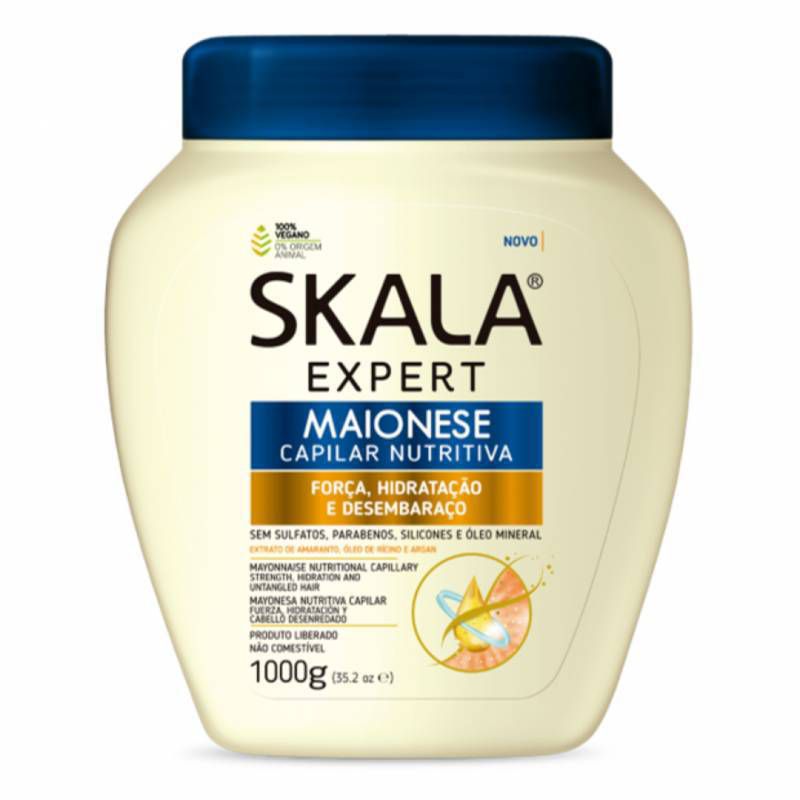 100%
VEGANO
0% ORIGEM
ANIMAL
NOVO
SKALA®
EXPERT
MAIONESE
CAPILAR NUTRITIVA
FORÇA, HIDRATAÇÃO
E DESEMBARAÇO
SEM SULFATOS, PARABENOS, SILICONES E ÓLEO MINERAL
EXTRATO DE AMARANTO, ÓLEO DE RÍCINO E ARGAN
MAYONNAISE NUTRITIONAL CAPILLARY
STRENGTH, HIDRATION AND
UNTANGLED HAIR
MAYONESA NUTRITIVA CAPILAR
FUERZA, HIDRATACIÓN Y
CABELLO DESENREDADO
PRODUTO LIBERADO
NÃO COMESTÍVEL
1000g (35.2 oz ℮)